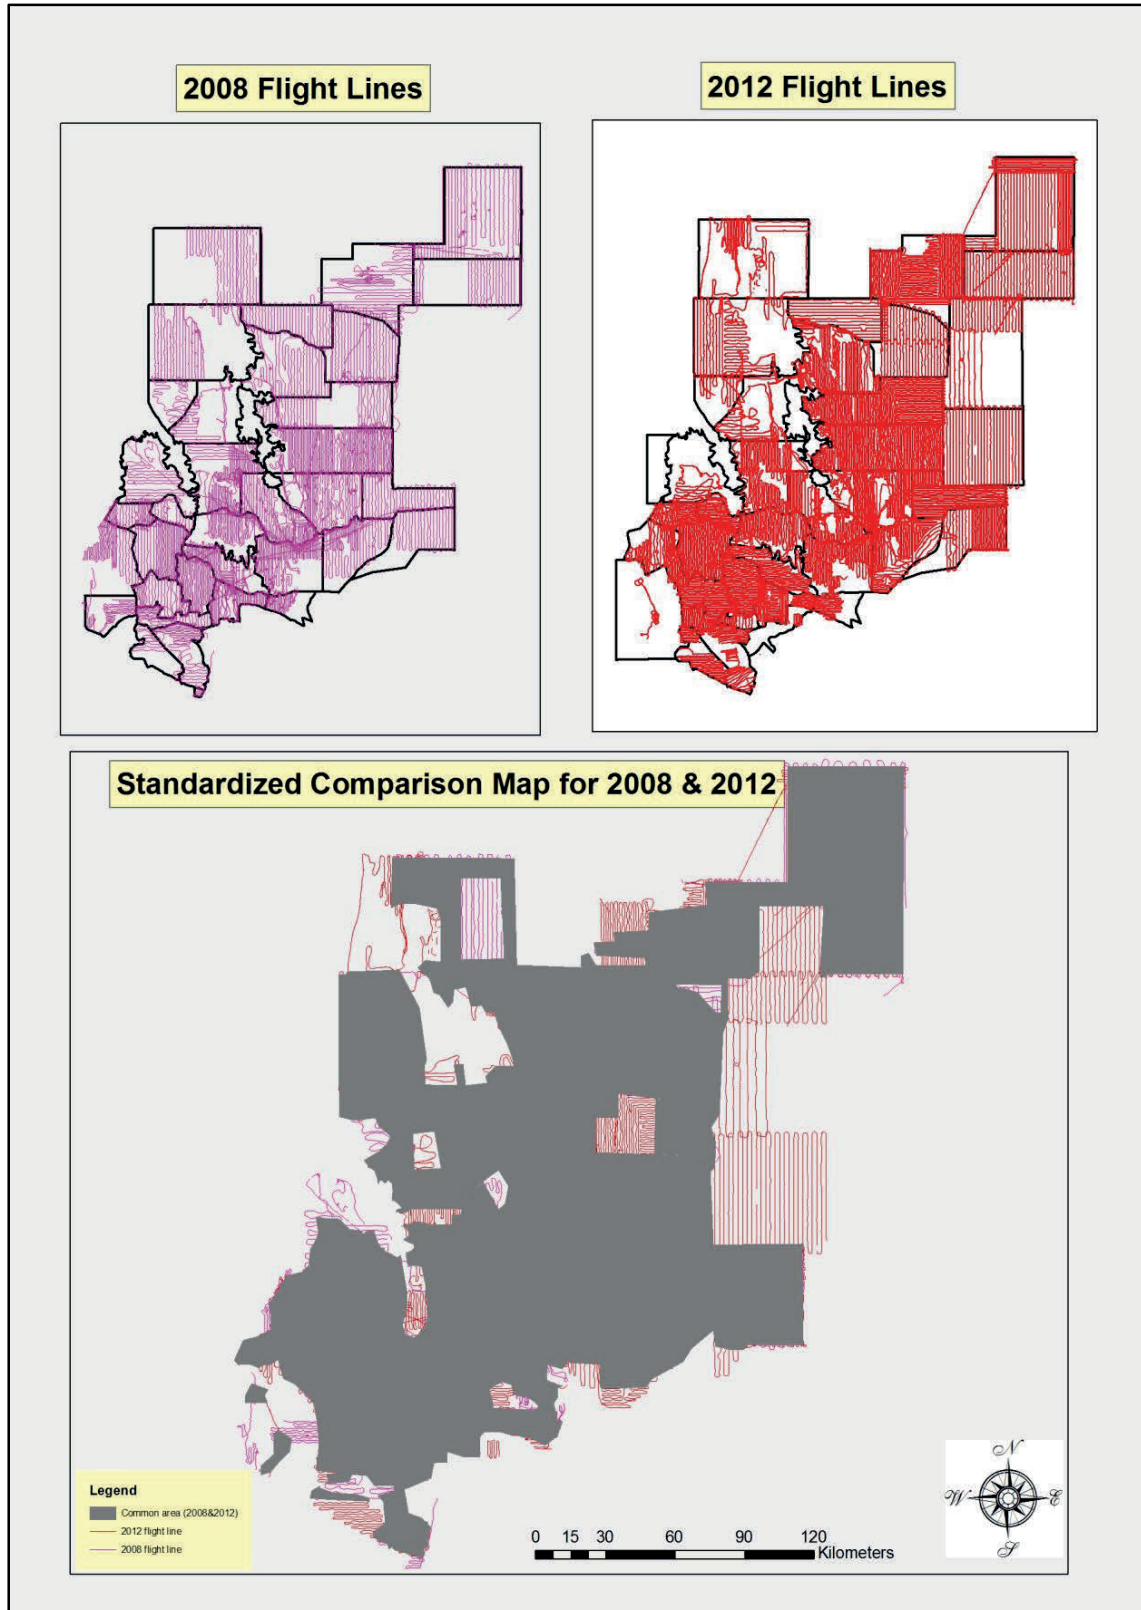 2008 Flight Lines
2012 Flight Lines
Standardized Comparison Map for 2008 & 2012
Legend
Common area (2008&2012)
2012 flight line
2008 flight line
0 15 30 60 90 120
Kilometers
N
W E
S